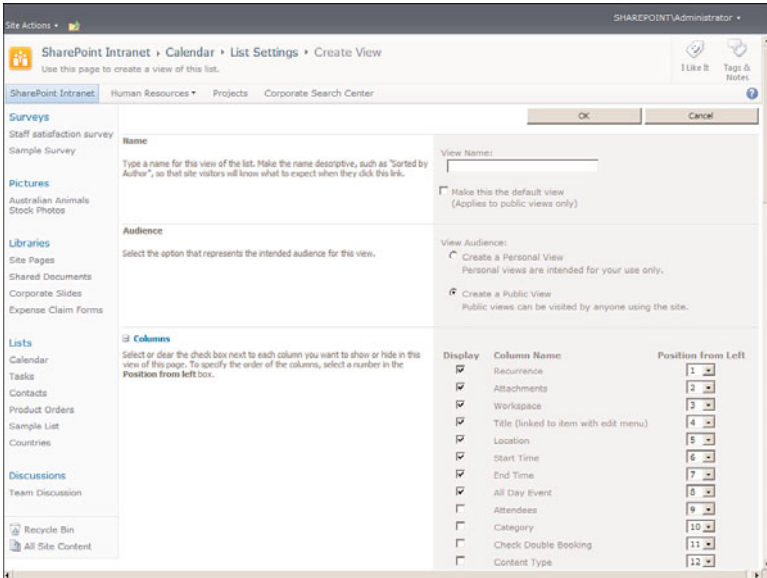 Site Actions
SHAREPOINT\Administrator
SharePoint Intranet › Calendar › List Settings › Create View
Use this page to create a view of this list.
I Like It
Tags & Notes
SharePoint Intranet
Human Resources
Projects
Corporate Search Center
Surveys
Staff satisfaction survey
Sample Survey
Pictures
Australian Animals
Stock Photos
Libraries
Site Pages
Shared Documents
Corporate Slides
Expense Claim Forms
Lists
Calendar
Tasks
Contacts
Product Orders
Sample List
Countries
Discussions
Team Discussion
Recycle Bin
All Site Content
OK
Cancel
Name
Type a name for this view of the list. Make the name descriptive, such as "Sorted by
Author", so that site visitors will know what to expect when they click this link.
View Name:
Make this the default view
(Applies to public views only)
Audience
Select the option that represents the intended audience for this view.
View Audience:
Create a Personal View
Personal views are intended for your use only.
Create a Public View
Public views can be visited by anyone using the site.
Columns
Select or clear the check box next to each column you want to show or hide in this
view of this page. To specify the order of the columns, select a number in the
Position from left box.
Display Column Name Position from Left
Recurrence 1
Attachments 2
Workspace 3
Title (linked to item with edit menu) 4
Location 5
Start Time 6
End Time 7
All Day Event 8
Attendees 9
Category 10
Check Double Booking 11
Content Type 12